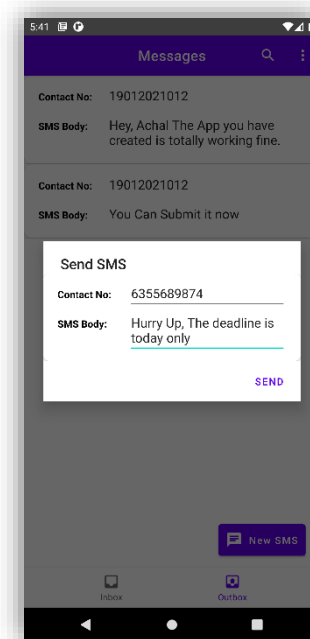 5:41
Messages
Contact No: 19012021012
SMS Body: Hey, Achal The App you have
created is totally working fine.
Contact No: 19012021012
SMS Body: You Can Submit it now
Send SMS
Contact No: 6355689874
SMS Body: Hurry Up, The deadline is
today only
SEND
New SMS
Inbox
Outbox